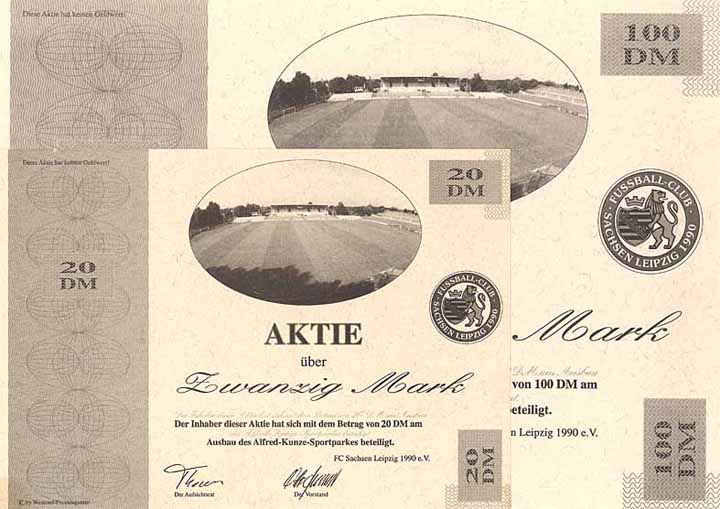 Diese Aktie hat keinen Geldwert!
100
DM
FUSSBALL-CLUB
SACHSEN LEIPZIG 1990
Mark
von 100 DM am
beteiligt.
Sachsen Leipzig 1990 e.V.
100
DM
Diese Aktie hat keinen Geldwert!
20
DM
20
DM
FUSSBALL-CLUB
SACHSEN LEIPZIG 1990
AKTIE
über
Zwanzig Mark
Der Inhaber dieser Aktie hat sich mit dem Betrag von 20 DM am
Ausbau des Alfred-Kunze-Sportparkes beteiligt.
FC Sachsen Leipzig 1990 e.V.
Der Aufsichtsrat
Der Vorstand
20
DM